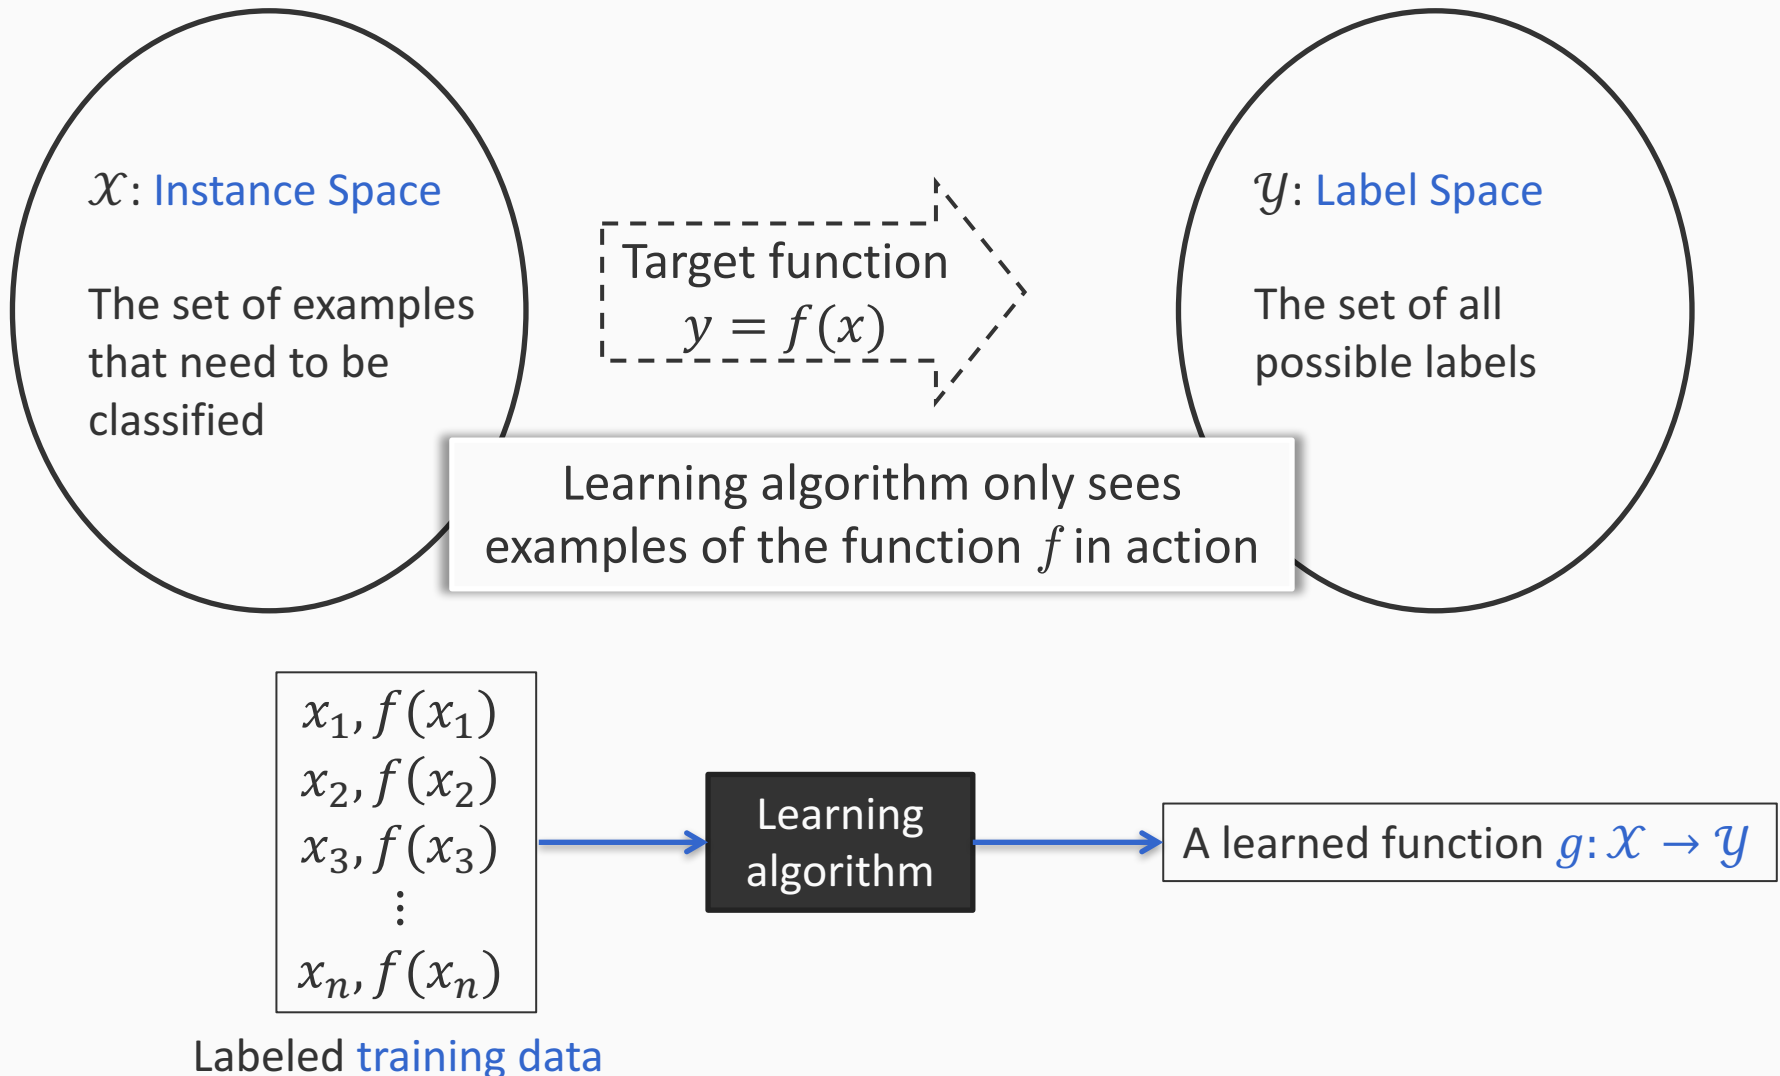 𝒳: Instance Space
The set of examples
that need to be
classified
Target function
y = f(x)
𝒴: Label Space
The set of all
possible labels
Learning algorithm only sees
examples of the function f in action
x₁, f(x₁)
x₂, f(x₂)
x₃, f(x₃)
⋮
xₙ, f(xₙ)
Labeled training data
Learning
algorithm
A learned function g: 𝒳 → 𝒴